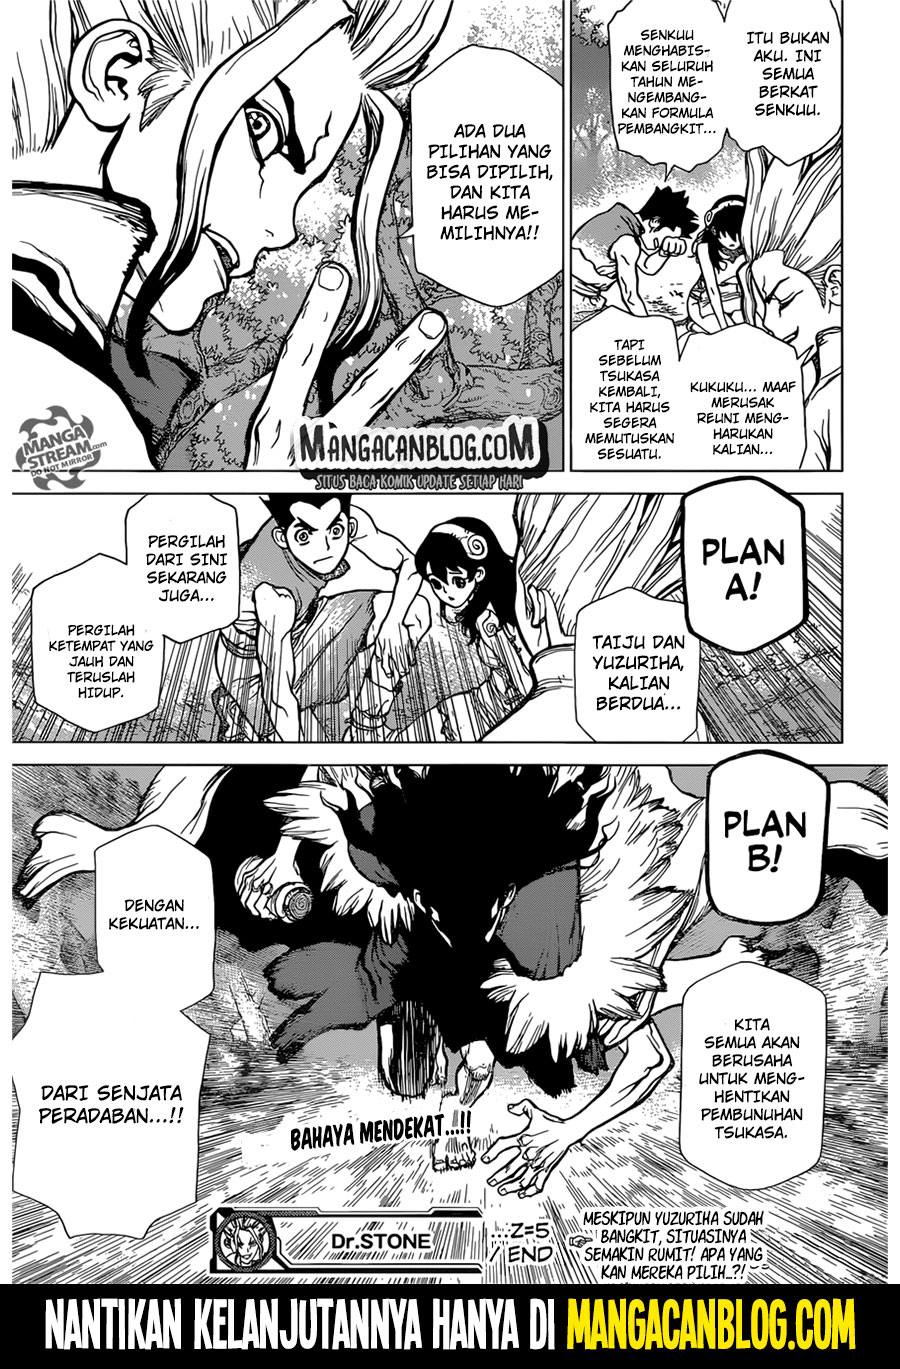 ITU BUKAN
AKU. INI
SEMUA
BERKAT
SENKUU.
SENKUU
MENGHABIS-
KAN SELURUH
TAHUN ME-
NGEMBANG-
KAN FORMULA
PEMBANGKIT...
KUKUKU... MAAF
MERUSAK
REUNI MENG-
HARUKAN
KALIAN...
TAPI
SEBELUM
TSUKASA
KEMBALI,
KITA HARUS
SEGERA
MEMUTUSKAN
SESUATU.
ADA DUA
PILIHAN YANG
BISA DIPILIH,
DAN KITA
HARUS ME-
MILIHNYA!!
MANGA
STREAM.com
DO NOT MIRROR
MANGACANBLOG.COM
SITUS BACA KOMIK UPDATE SETIAP HARI
PLAN
A!
TAIJU DAN
YUZURIHA,
KALIAN
BERDUA...
PERGILAH
DARI SINI
SEKARANG
JUGA...
PERGILAH
KETEMPAT YANG
JAUH DAN
TERUSLAH
HIDUP.
PLAN
B!
KITA
SEMUA AKAN
BERUSAHA
UNTUK MENG-
HENTIKAN
PEMBUNUHAN
TSUKASA.
DENGAN
KEKUATAN...
DARI SENJATA
PERADABAN...!!
BAHAYA MENDEKAT...!!
Dr.STONE
...Z=5
/ END
MESKIPUN YUZURIHA SUDAH
BANGKIT, SITUASINYA
SEMAKIN RUMIT! APA YANG
KAN MEREKA PILIH..?!
NANTIKAN KELANJUTANNYA HANYA DI MANGACANBLOG.COM